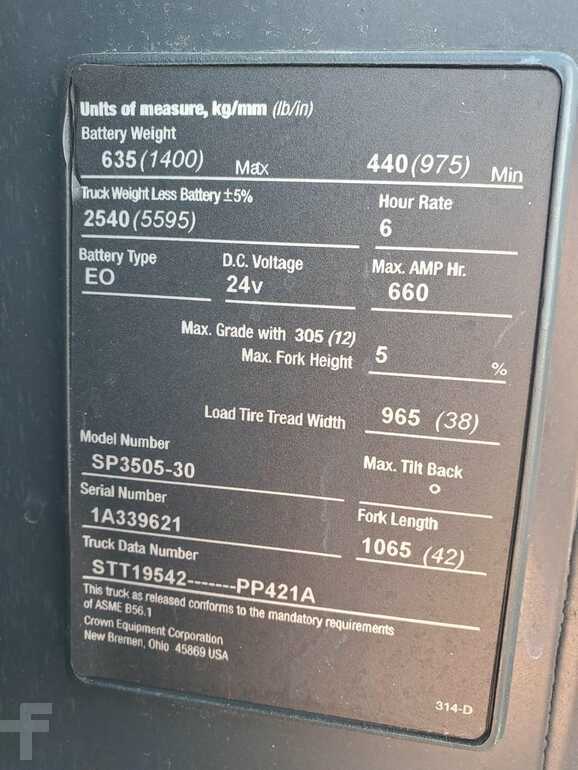 Units of measure, kg/mm (lb/in)
Battery Weight
635 (1400) Max 440 (975) Min
Truck Weight Less Battery ±5% Hour Rate
2540 (5595) 6
Battery Type D.C. Voltage Max. AMP Hr.
EO 24v 660
Max. Grade with 305 (12)
Max. Fork Height 5 %
Load Tire Tread Width 965 (38)
Model Number Max. Tilt Back
SP3505-30 °
Serial Number Fork Length
1A339621 1065 (42)
Truck Data Number
STT19542-------PP421A
This truck as released conforms to the mandatory requirements
of ASME B56.1
Crown Equipment Corporation
New Bremen, Ohio 45869 USA
314-D
F